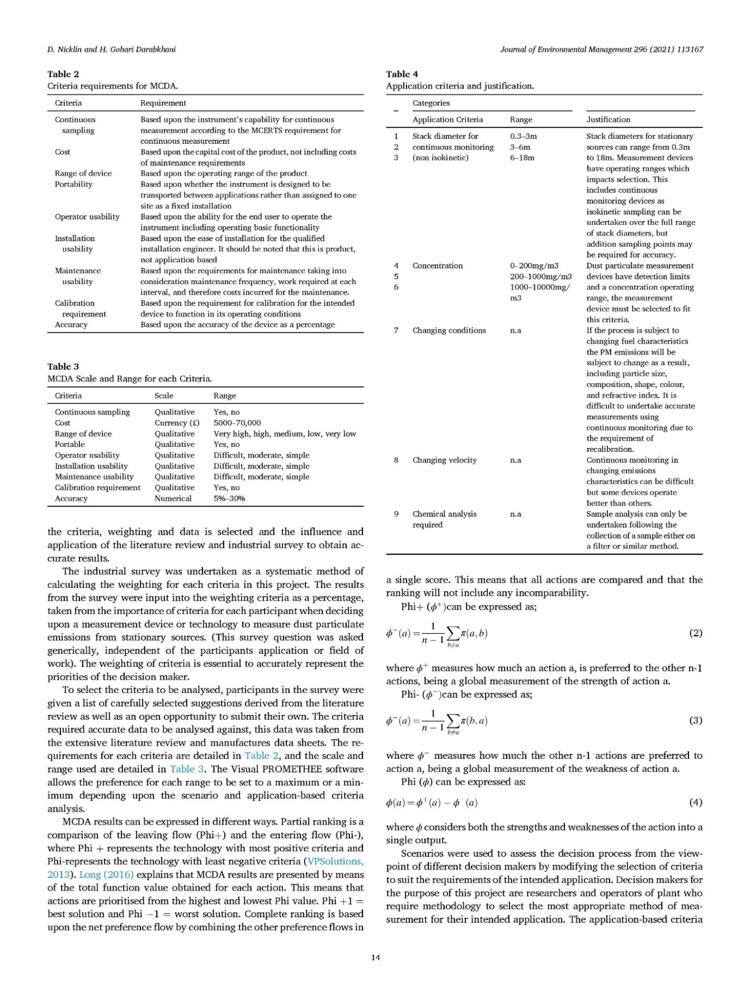 D. Nicklin and H. Gohari Darabkhani
Journal of Environmental Management 296 (2021) 113167
Table 2
Criteria requirements for MCDA.
Criteria Requirement
Continuous Based upon the instrument's capability for continuous
sampling measurement according to the MCERTS requirement for
continuous measurement
Cost Based upon the capital cost of the product, not including costs
of maintenance requirements
Range of device Based upon the operating range of the product
Portability Based upon whether the instrument is designed to be
transported between applications rather than assigned to one
site as a fixed installation
Operator usability Based upon the ability for the end user to operate the
instrument including operating basic functionality
Installation Based upon the ease of installation for the qualified
usability installation engineer. It should be noted that this is product,
not application based
Maintenance Based upon the requirements for maintenance taking into
usability consideration maintenance frequency, work required at each
interval, and therefore costs incurred for the maintenance.
Calibration Based upon the requirement for calibration for the intended
requirement device to function in its operating conditions
Accuracy Based upon the accuracy of the device as a percentage
Table 3
MCDA Scale and Range for each Criteria.
Criteria Scale Range
Continuous sampling Qualitative Yes, no
Cost Currency (£) 5000–70,000
Range of device Qualitative Very high, high, medium, low, very low
Portable Qualitative Yes, no
Operator usability Qualitative Difficult, moderate, simple
Installation usability Qualitative Difficult, moderate, simple
Maintenance usability Qualitative Difficult, moderate, simple
Calibration requirement Qualitative Yes, no
Accuracy Numerical 5%–30%
the criteria, weighting and data is selected and the influence and
application of the literature review and industrial survey to obtain ac-
curate results.
The industrial survey was undertaken as a systematic method of
calculating the weighting for each criteria in this project. The results
from the survey were input into the weighting criteria as a percentage,
taken from the importance of criteria for each participant when deciding
upon a measurement device or technology to measure dust particulate
emissions from stationary sources. (This survey question was asked
generically, independent of the participants application or field of
work). The weighting of criteria is essential to accurately represent the
priorities of the decision maker.
To select the criteria to be analysed, participants in the survey were
given a list of carefully selected suggestions derived from the literature
review as well as an open opportunity to submit their own. The criteria
required accurate data to be analysed against, this data was taken from
the extensive literature review and manufactures data sheets. The re-
quirements for each criteria are detailed in Table 2, and the scale and
range used are detailed in Table 3. The Visual PROMETHEE software
allows the preference for each range to be set to a maximum or a min-
imum depending upon the scenario and application-based criteria
analysis.
MCDA results can be expressed in different ways. Partial ranking is a
comparison of the leaving flow (Phi+) and the entering flow (Phi-),
where Phi + represents the technology with most positive criteria and
Phi-represents the technology with least negative criteria (VPSolutions,
2013). Long (2016) explains that MCDA results are presented by means
of the total function value obtained for each action. This means that
actions are prioritised from the highest and lowest Phi value. Phi +1 =
best solution and Phi −1 = worst solution. Complete ranking is based
upon the net preference flow by combining the other preference flows in
Table 4
Application criteria and justification.
Categories
–
Application Criteria Range Justification
1 Stack diameter for 0.3–3m Stack diameters for stationary
2 continuous monitoring 3–6m sources can range from 0.3m
3 (non isokinetic) 6–18m to 18m. Measurement devices
have operating ranges which
impacts selection. This
includes continuous
monitoring devices as
isokinetic sampling can be
undertaken over the full range
of stack diameters, but
addition sampling points may
be required for accuracy.
4 Concentration 0–200mg/m3 Dust particulate measurement
5 200–1000mg/m3 devices have detection limits
6 1000–10000mg/ and a concentration operating
m3 range, the measurement
device must be selected to fit
this criteria.
7 Changing conditions n.a If the process is subject to
changing fuel characteristics
the PM emissions will be
subject to change as a result,
including particle size,
composition, shape, colour,
and refractive index. It is
difficult to undertake accurate
measurements using
continuous monitoring due to
the requirement of
recalibration.
8 Changing velocity n.a Continuous monitoring in
changing emissions
characteristics can be difficult
but some devices operate
better than others.
9 Chemical analysis n.a Sample analysis can only be
required undertaken following the
collection of a sample either on
a filter or similar method.
a single score. This means that all actions are compared and that the
ranking will not include any incomparability.
Phi+ (ϕ⁺)can be expressed as;
ϕ⁺(a) = 1/(n − 1) ∑_{b≠a} π(a, b) (2)
where ϕ⁺ measures how much an action a, is preferred to the other n-1
actions, being a global measurement of the strength of action a.
Phi- (ϕ⁻)can be expressed as;
ϕ⁻(a) = 1/(n − 1) ∑_{b≠a} π(b, a) (3)
where ϕ⁻ measures how much the other n-1 actions are preferred to
action a, being a global measurement of the weakness of action a.
Phi (ϕ) can be expressed as:
ϕ(a) = ϕ⁺(a) − ϕ⁻(a) (4)
where ϕ considers both the strengths and weaknesses of the action into a
single output.
Scenarios were used to assess the decision process from the view-
point of different decision makers by modifying the selection of criteria
to suit the requirements of the intended application. Decision makers for
the purpose of this project are researchers and operators of plant who
require methodology to select the most appropriate method of mea-
surement for their intended application. The application-based criteria
14